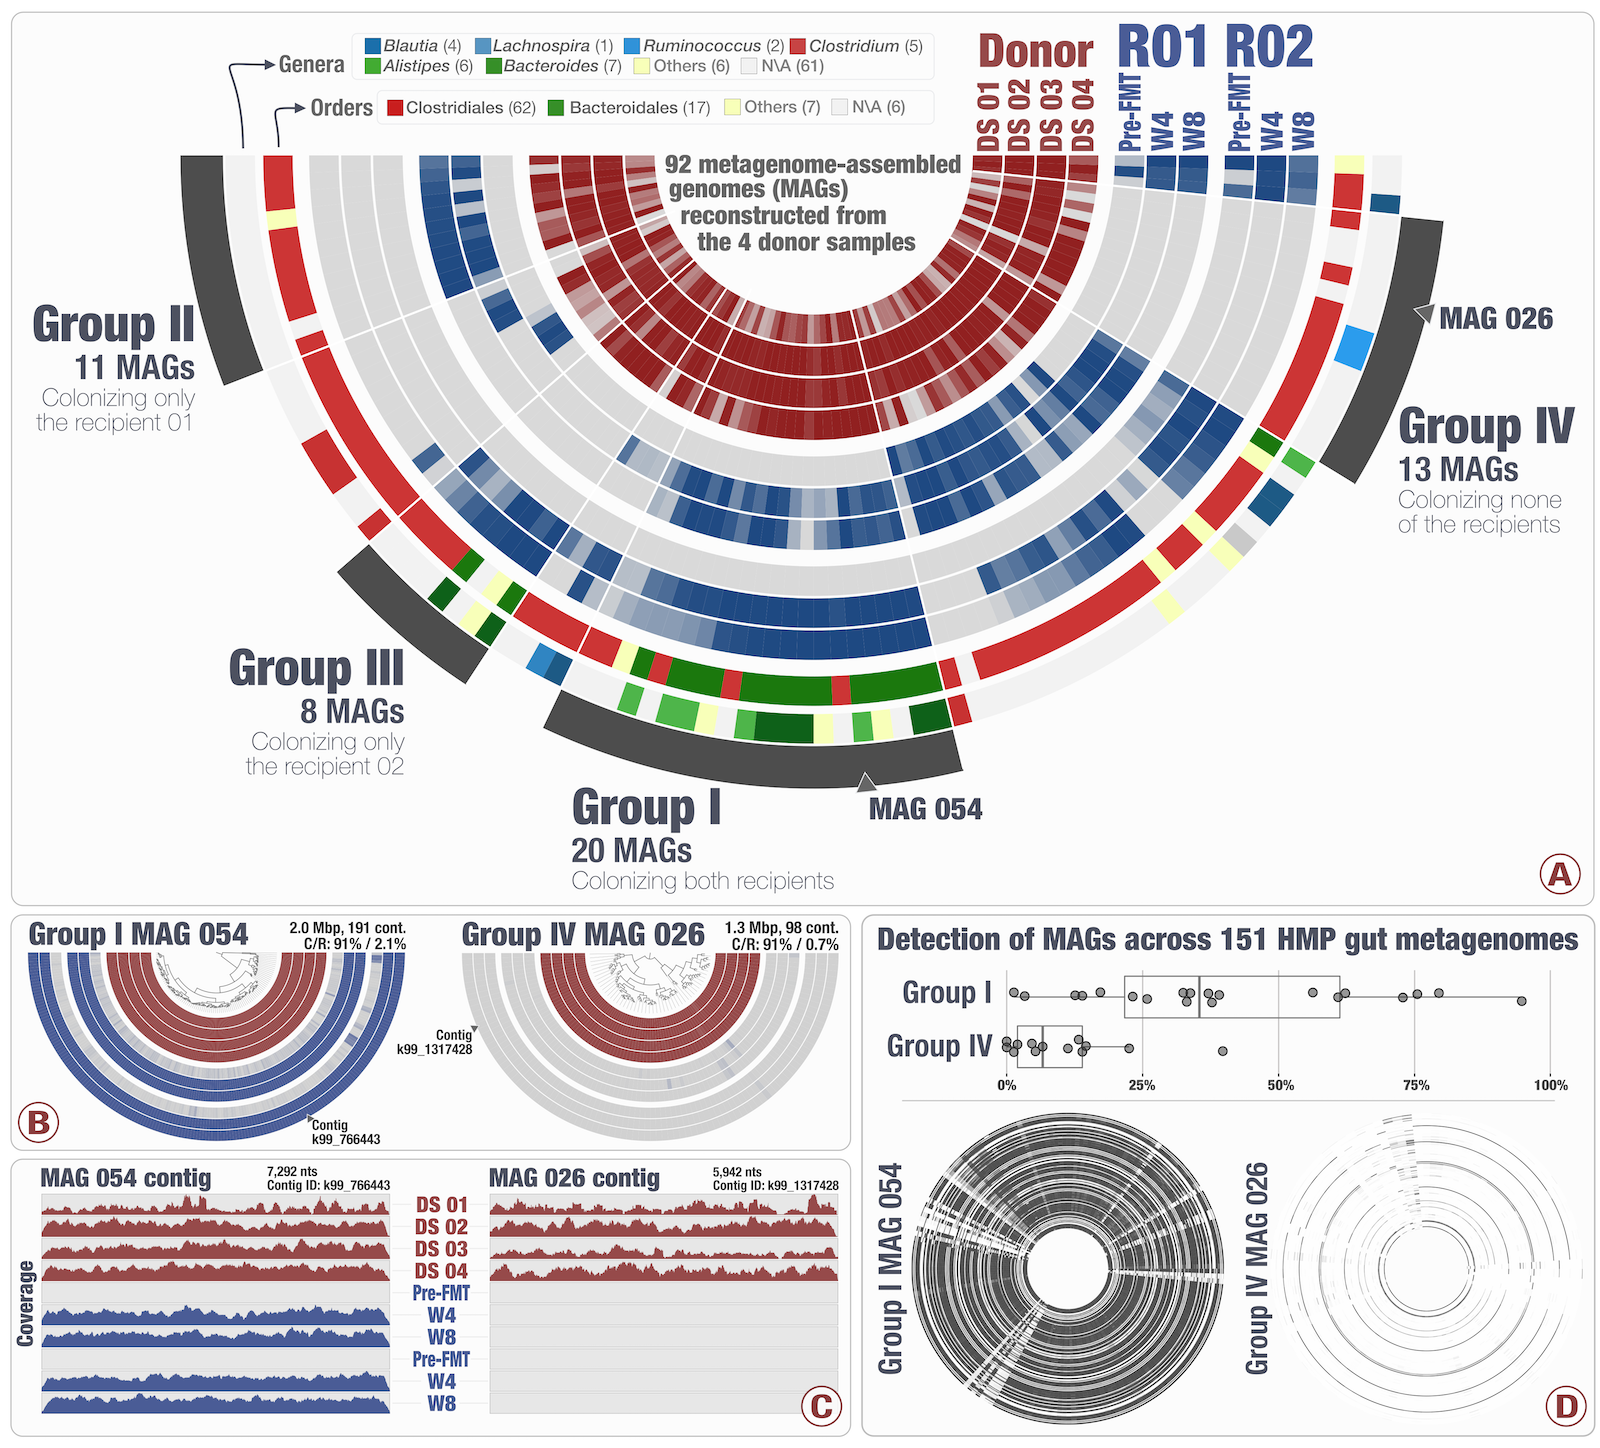 Genera
Blautia (4) Lachnospira (1) Ruminococcus (2) Clostridium (5)
Alistipes (6) Bacteroides (7) Others (6) N\A (61)
Orders
Clostridiales (62) Bacteroidales (17) Others (7) N\A (6)
Donor R01 R02
DS 01
DS 02
DS 03
DS 04
Pre-FMT
W4
W8
Pre-FMT
W4
W8
92 metagenome-assembled
genomes (MAGs)
reconstructed from
the 4 donor samples
Group II
11 MAGs
Colonizing only
the recipient 01
MAG 026
Group IV
13 MAGs
Colonizing none
of the recipients
Group III
8 MAGs
Colonizing only
the recipient 02
Group I
20 MAGs
Colonizing both recipients
MAG 054
A
Group I MAG 054
2.0 Mbp, 191 cont.
C/R: 91% / 2.1%
Contig
k99_766443
Group IV MAG 026
1.3 Mbp, 98 cont.
C/R: 91% / 0.7%
Contig
k99_1317428
B
MAG 054 contig
7,292 nts
Contig ID: k99_766443
MAG 026 contig
5,942 nts
Contig ID: k99_1317428
Coverage
DS 01
DS 02
DS 03
DS 04
Pre-FMT
W4
W8
Pre-FMT
W4
W8
C
Detection of MAGs across 151 HMP gut metagenomes
Group I
Group IV
0% 25% 50% 75% 100%
Group I MAG 054
Group IV MAG 026
D